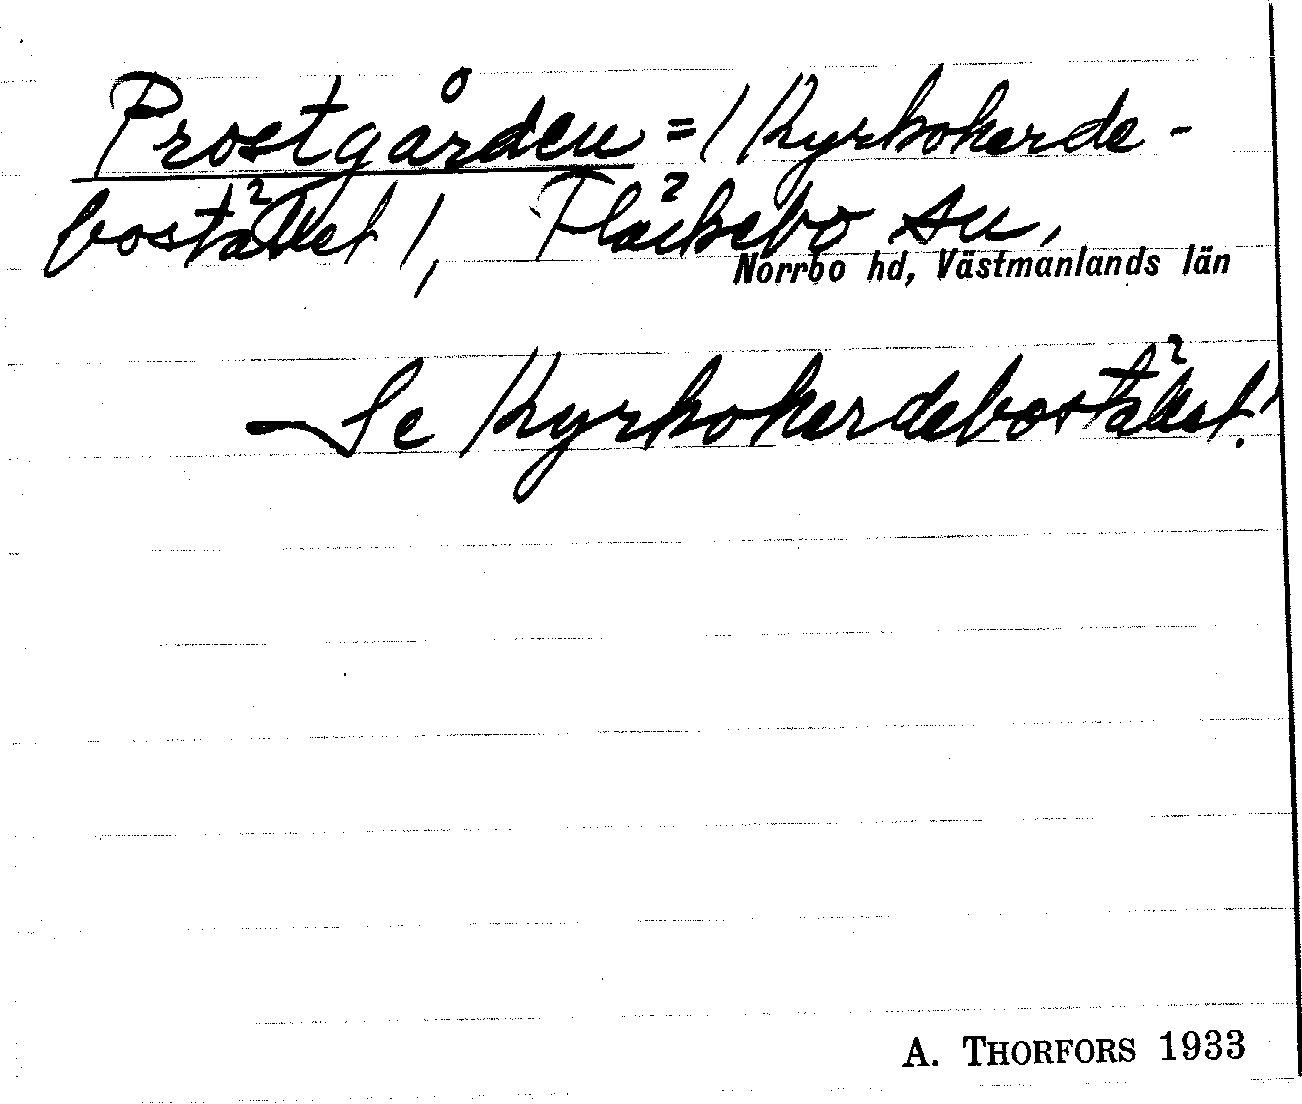 Prostgården = / Kyrkoherde-
bostället /, Fläckebo sn,
Norrbo hd, Västmanlands län
Se Kyrkoherdebostället!
A. THORFORS 1933